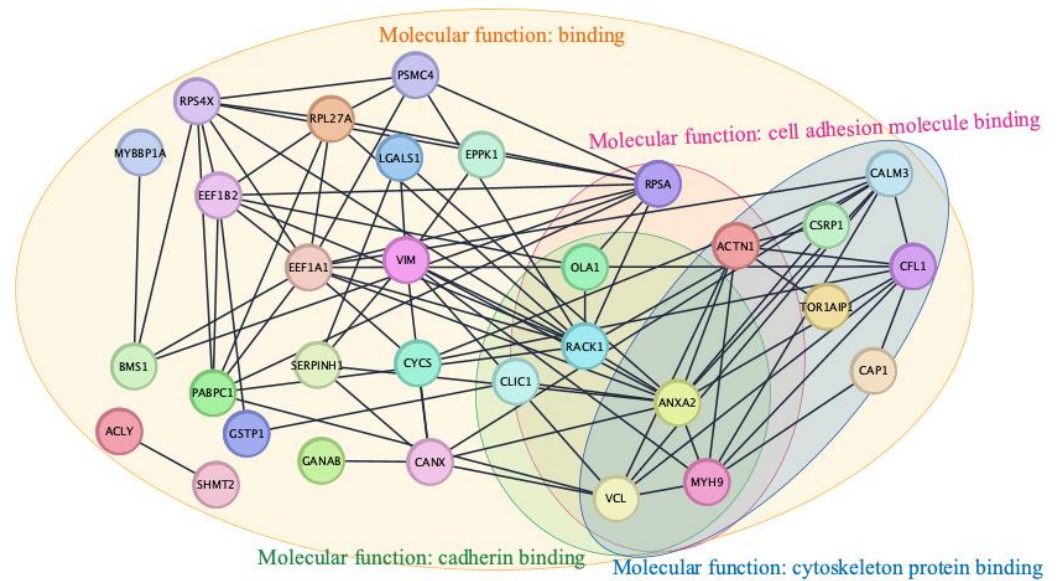 Molecular function: binding
PSMC4
RPS4X
RPL27A
Molecular function: cell adhesion molecule binding
MYBBP1A
LGALS1
EPPK1
CALM3
RPSA
EEF1B2
CSRP1
ACTN1
VIM
EEF1A1
OLA1
CFL1
TOR1AIP1
RACK1
BMS1
SERPINH1
CYCS
CAP1
CLIC1
PABPC1
ANXA2
ACLY
GSTP1
GANAB
CANX
SHMT2
MYH9
VCL
Molecular function: cadherin binding
Molecular function: cytoskeleton protein binding